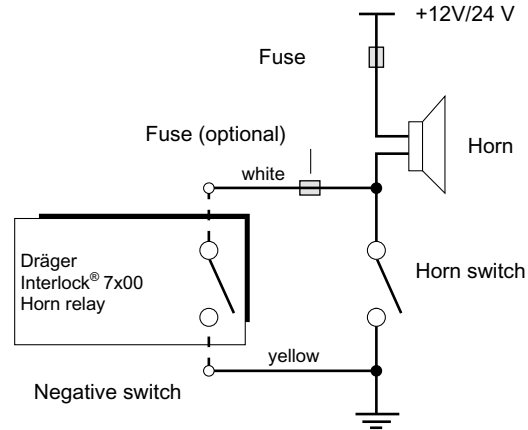 +12V/24 V
Fuse
Fuse (optional)
Horn
white
Dräger
Interlock® 7x00
Horn relay
Horn switch
yellow
Negative switch